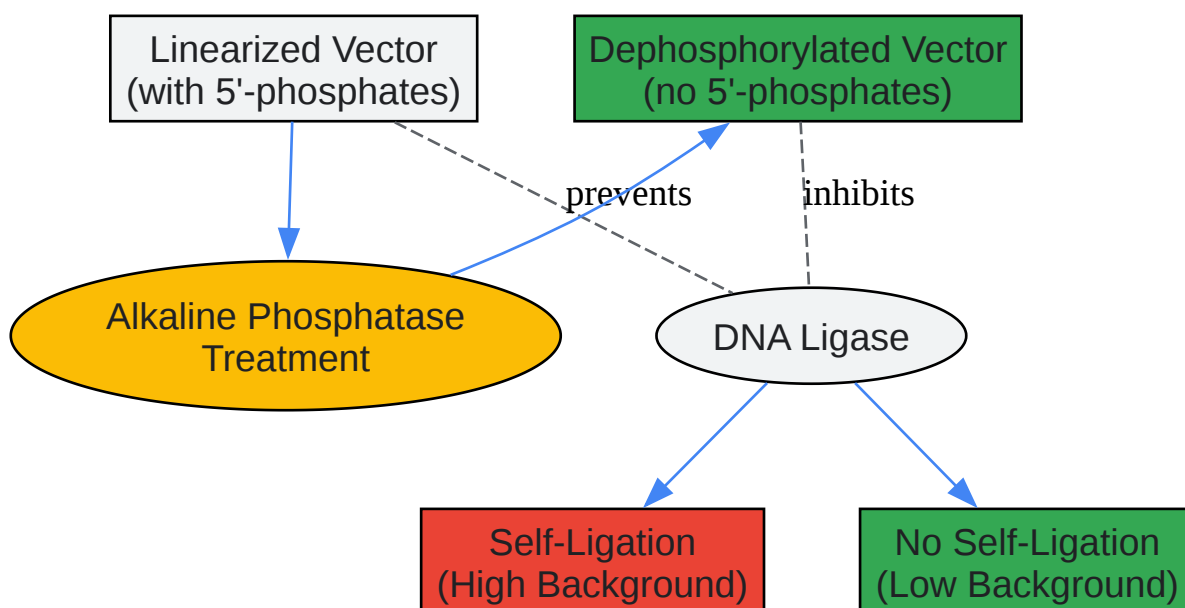 Linearized Vector
(with 5'-phosphates)
Dephosphorylated Vector
(no 5'-phosphates)
prevents
inhibits
Alkaline Phosphatase
Treatment
DNA Ligase
Self-Ligation
(High Background)
No Self-Ligation
(Low Background)